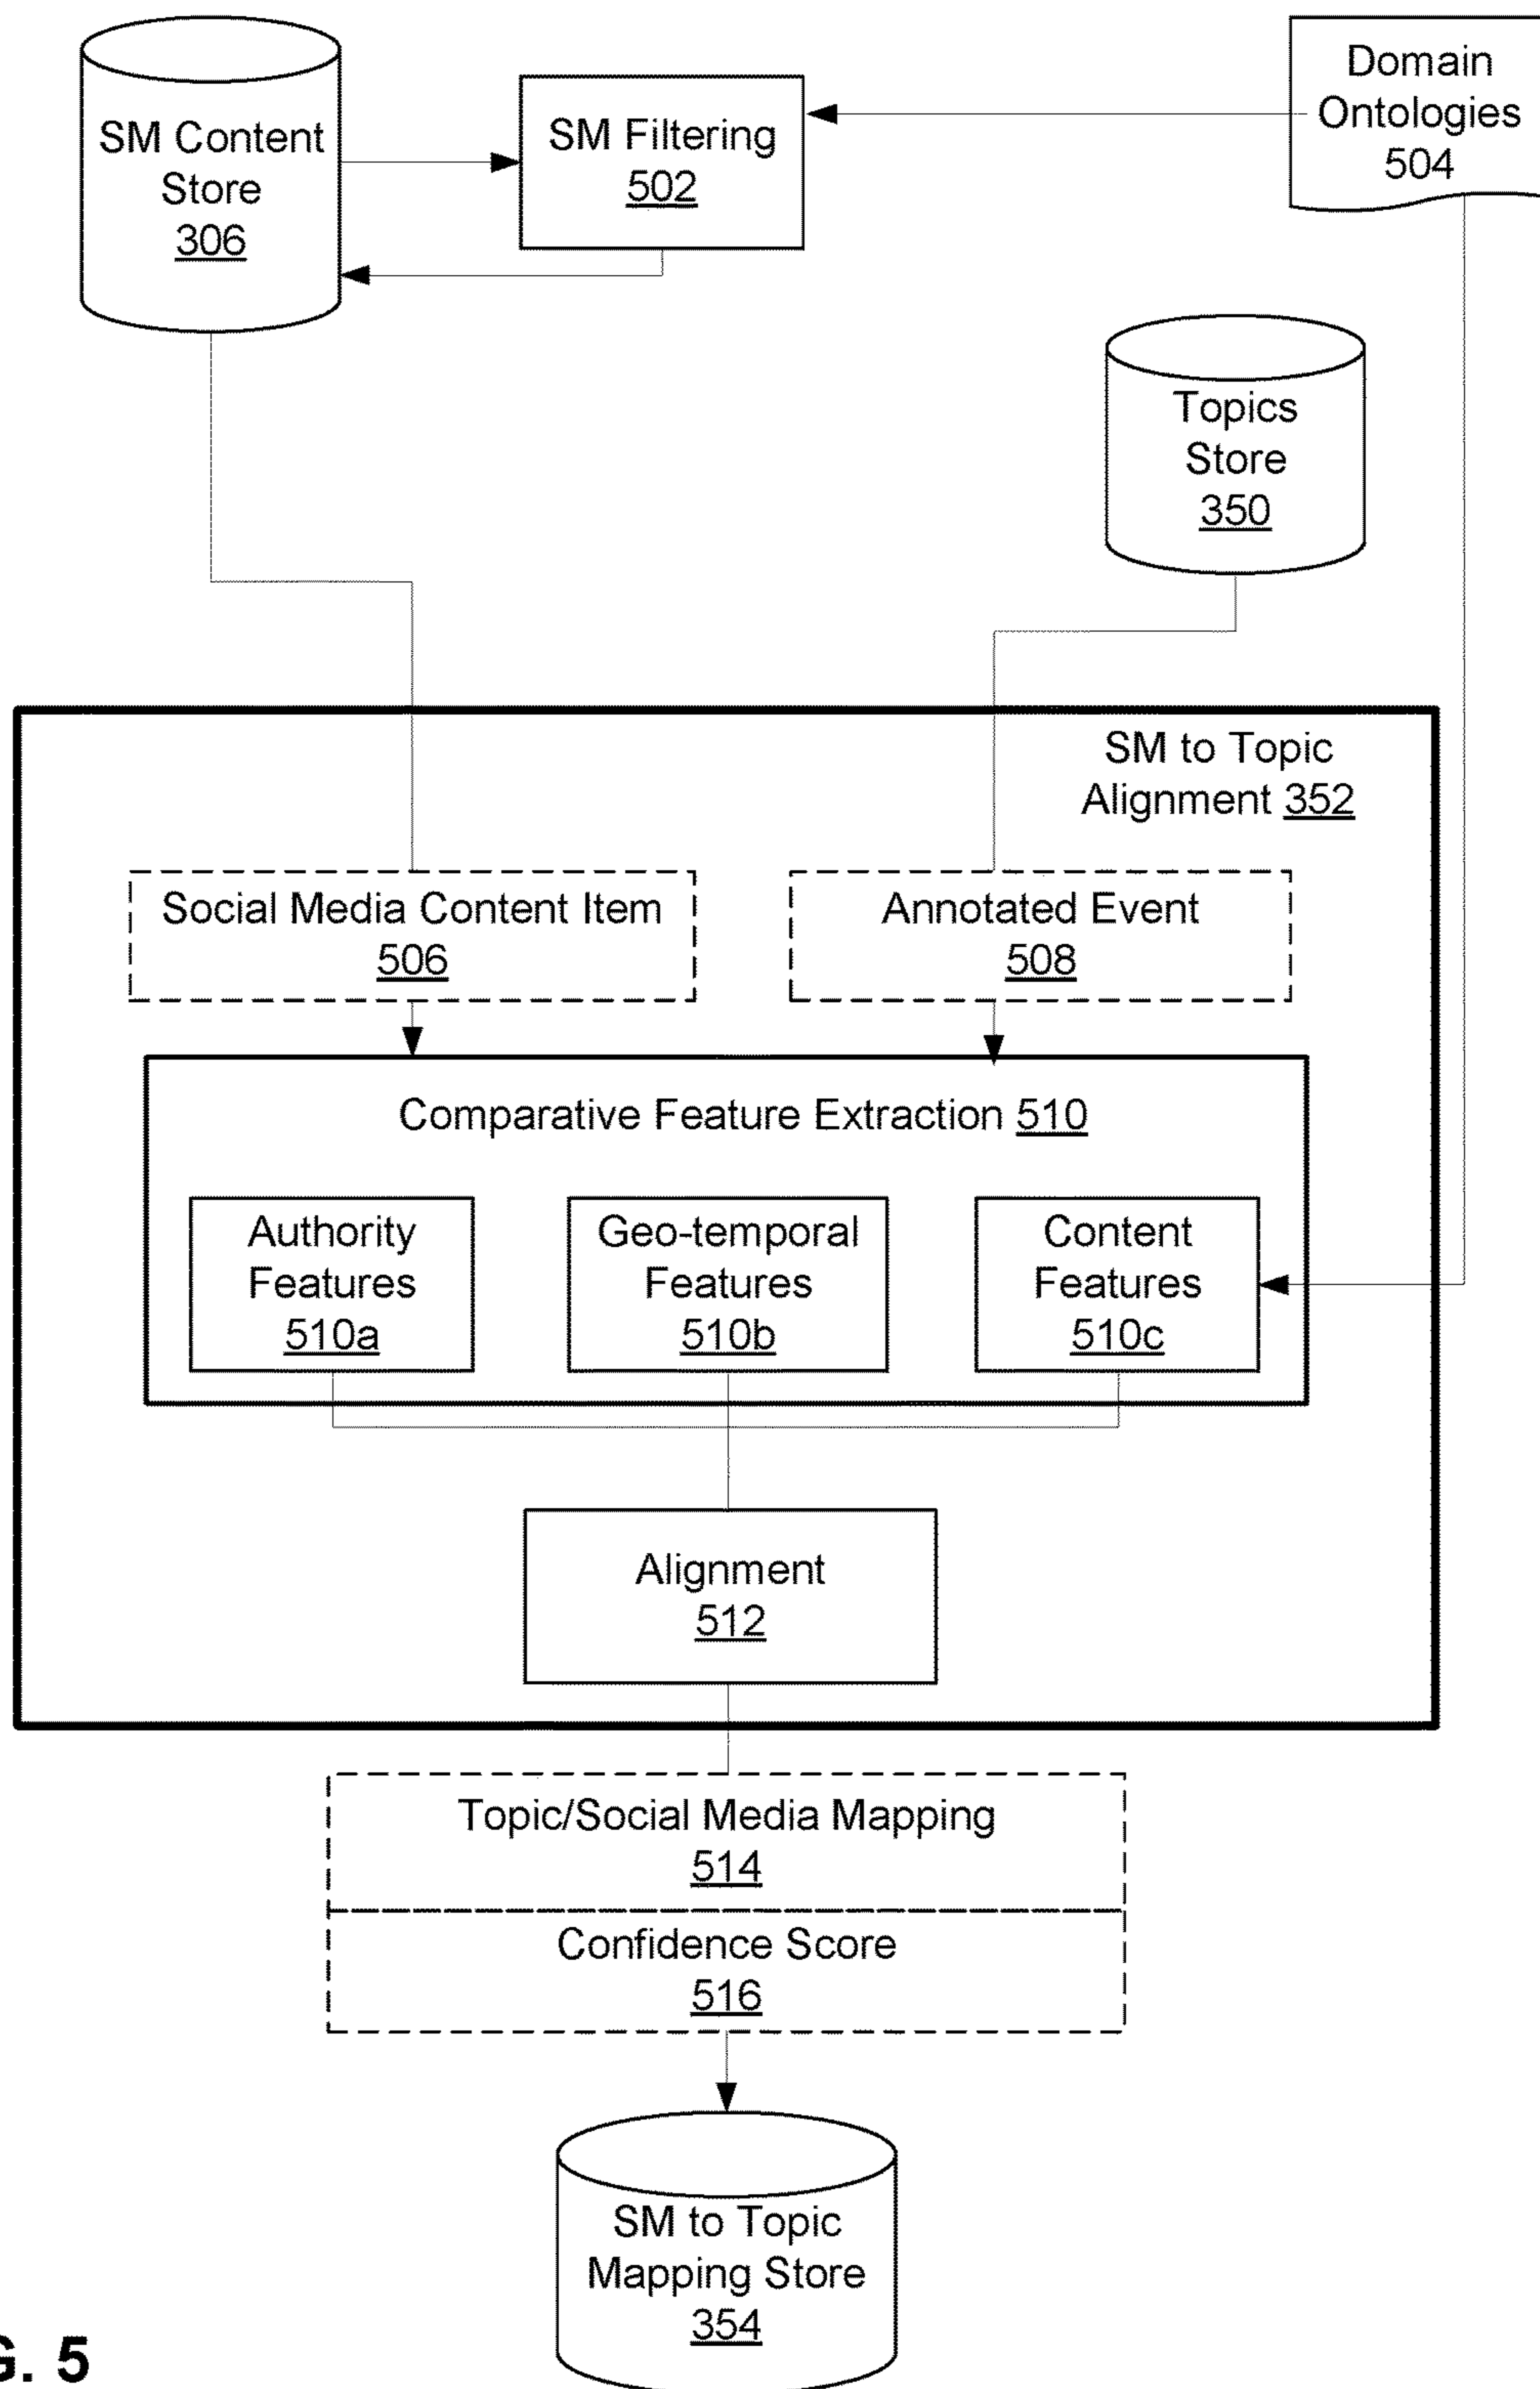 SM Content
Store
306
SM Filtering
502
Domain
Ontologies
504
Topics
Store
350
SM to Topic
Alignment 352
Social Media Content Item
506
Annotated Event
508
Comparative Feature Extraction 510
Authority
Features
510a
Geo-temporal
Features
510b
Content
Features
510c
Alignment
512
Topic/Social Media Mapping
514
Confidence Score
516
SM to Topic
Mapping Store
354
G. 5